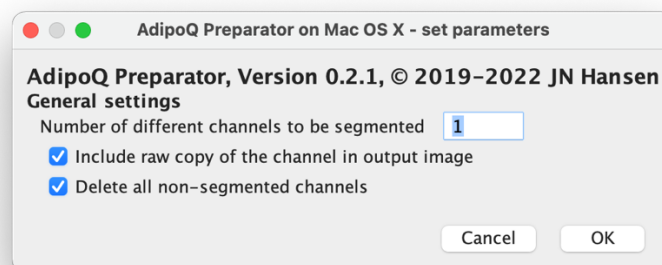 AdipoQ Preparator on Mac OS X - set parameters
AdipoQ Preparator, Version 0.2.1, © 2019-2022 JN Hansen
General settings
Number of different channels to be segmented 1
Include raw copy of the channel in output image
Delete all non-segmented channels
Cancel OK